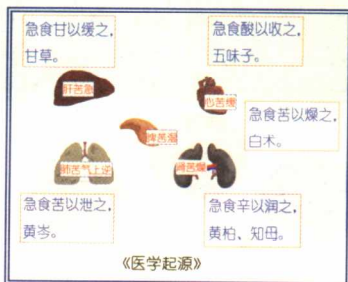 急食甘以缓之,
甘草。
急食酸以收之,
五味子。
肝苦急
心苦缓
脾苦湿
急食苦以燥之,
白术。
肺苦气上逆
肾苦燥
急食苦以泄之,
黄芩。
急食辛以润之,
黄柏、知母。
《医学起源》